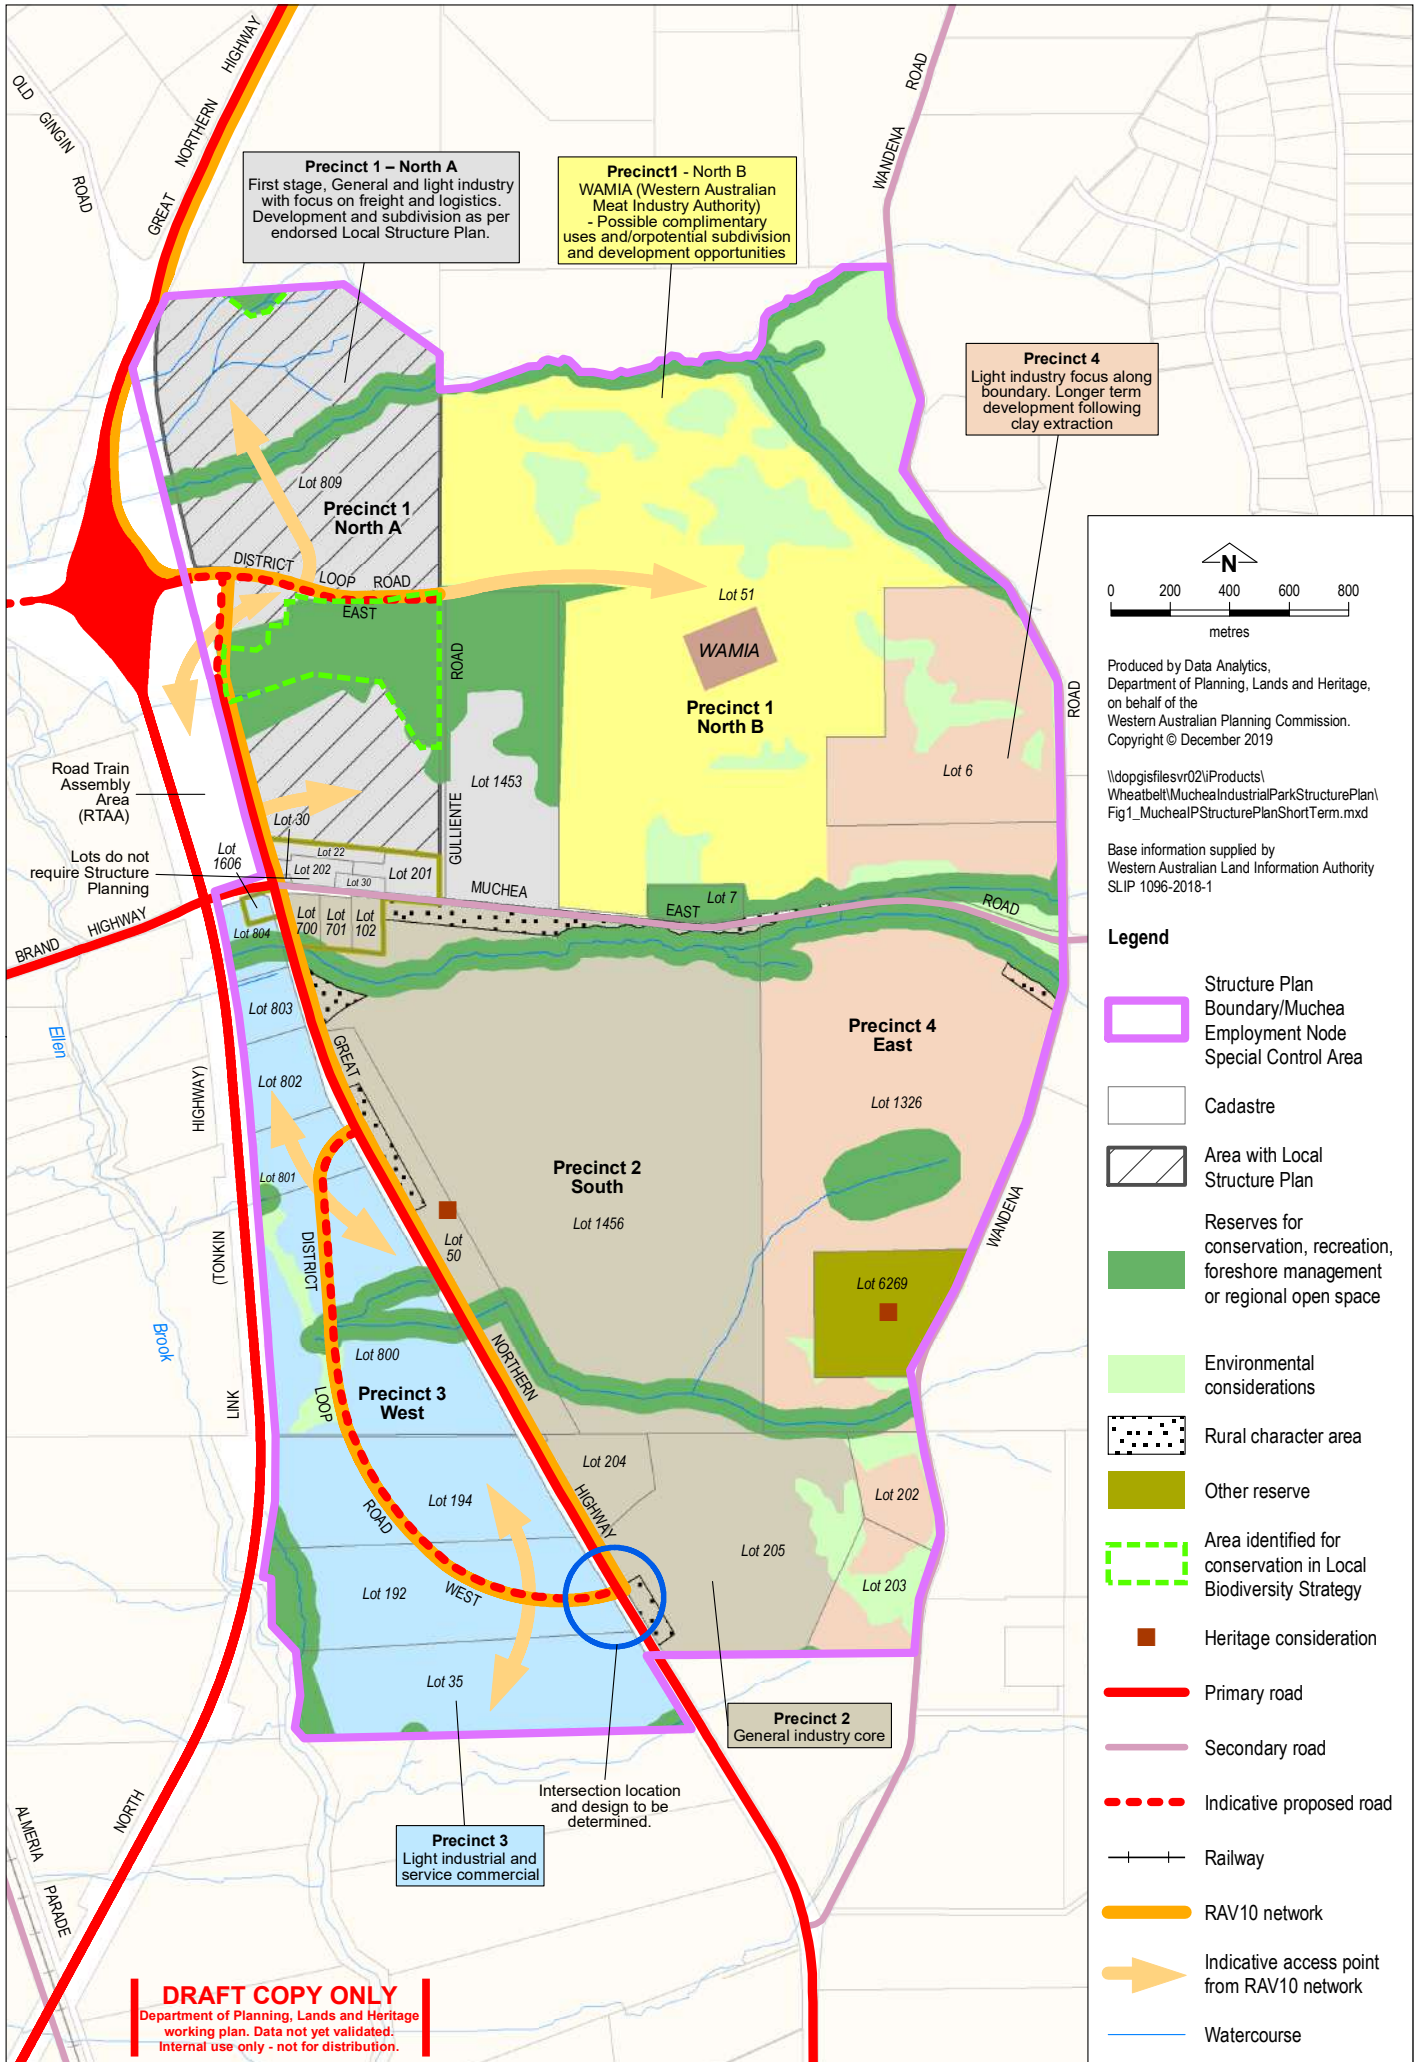 OLD
GINGIN
ROAD
GREAT
NORTHERN
HIGHWAY
WANDENA
ROAD
Precinct 1 – North A
First stage, General and light industry
with focus on freight and logistics.
Development and subdivision as per
endorsed Local Structure Plan.
Precinct1 - North B
WAMIA (Western Australian
Meat Industry Authority)
- Possible complimentary
uses and/orpotential subdivision
and development opportunities
Precinct 4
Light industry focus along
boundary. Longer term
development following
clay extraction
Lot 809
Precinct 1
North A
DISTRICT
LOOP
ROAD
EAST
ROAD
GULLIENTE
Lot 51
WAMIA
Precinct 1
North B
Lot 6
ROAD
Lot 1453
Road Train
Assembly
Area
(RTAA)
Lots do not
require Structure
Planning
Lot
1606
Lot 30
Lot 22
Lot 202
Lot 30
Lot 201
MUCHEA
EAST
ROAD
Lot 7
BRAND
HIGHWAY
Lot 804
Lot
700
Lot
701
Lot
102
Lot 803
Lot 802
Lot 801
GREAT
NORTHERN
HIGHWAY
Ellen
Brook
HIGHWAY)
(TONKIN
LINK
NORTH
Precinct 4
East
Lot 1326
Precinct 2
South
Lot 1456
Lot
50
DISTRICT
LOOP
ROAD
WEST
WANDENA
Lot 6269
Lot 800
Precinct 3
West
Lot 204
Lot 194
Lot 202
Lot 205
Lot 203
Lot 192
Lot 35
Precinct 2
General industry core
Intersection location
and design to be
determined.
Precinct 3
Light industrial and
service commercial
ALMERIA
PARADE
DRAFT COPY ONLY
Department of Planning, Lands and Heritage
working plan. Data not yet validated.
Internal use only - not for distribution.
N
0 200 400 600 800
metres
Produced by Data Analytics,
Department of Planning, Lands and Heritage,
on behalf of the
Western Australian Planning Commission.
Copyright © December 2019
\\dopgisfilesvr02\iProducts\
Wheatbelt\MucheaIndustrialParkStructurePlan\
Fig1_MucheaIPStructurePlanShortTerm.mxd
Base information supplied by
Western Australian Land Information Authority
SLIP 1096-2018-1
Legend
Structure Plan
Boundary/Muchea
Employment Node
Special Control Area
Cadastre
Area with Local
Structure Plan
Reserves for
conservation, recreation,
foreshore management
or regional open space
Environmental
considerations
Rural character area
Other reserve
Area identified for
conservation in Local
Biodiversity Strategy
Heritage consideration
Primary road
Secondary road
Indicative proposed road
Railway
RAV10 network
Indicative access point
from RAV10 network
Watercourse